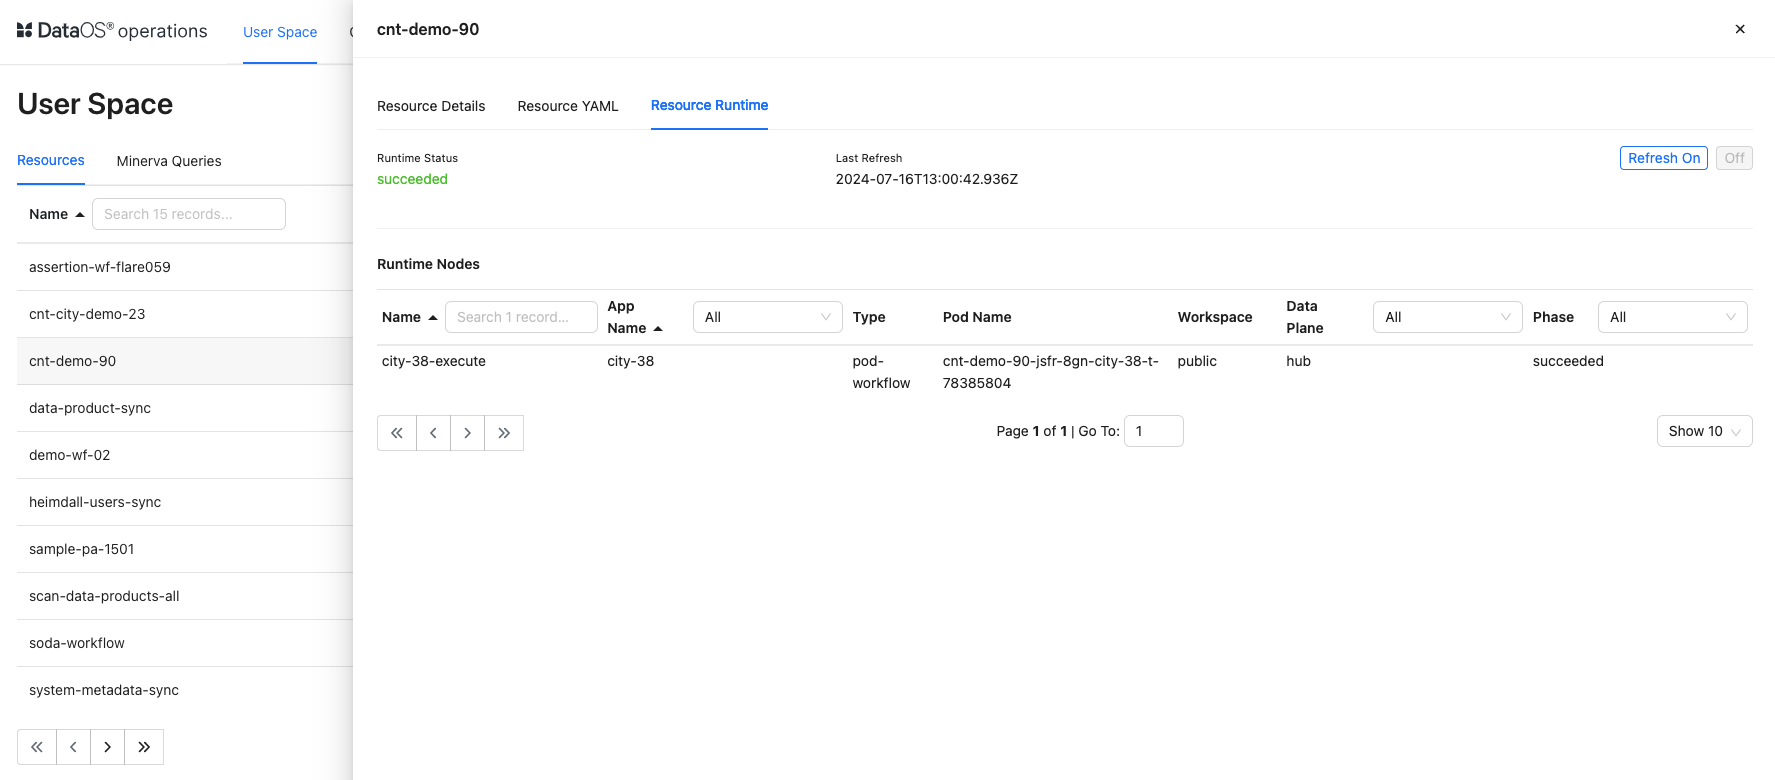 DataOS® operations
User Space
User Space
Resources
Minerva Queries
Name
Search 15 records...
assertion-wf-flare059
cnt-city-demo-23
cnt-demo-90
data-product-sync
demo-wf-02
heimdall-users-sync
sample-pa-1501
scan-data-products-all
soda-workflow
system-metadata-sync
cnt-demo-90
Resource Details
Resource YAML
Resource Runtime
Runtime Status
succeeded
Last Refresh
2024-07-16T13:00:42.936Z
Refresh On
Off
Runtime Nodes
Name
Search 1 record...
App
Name
All
Type
Pod Name
Workspace
Data
Plane
All
Phase
All
city-38-execute
city-38
pod-
workflow
cnt-demo-90-jsfr-8gn-city-38-t-
78385804
public
hub
succeeded
Page 1 of 1 | Go To: 1
Show 10